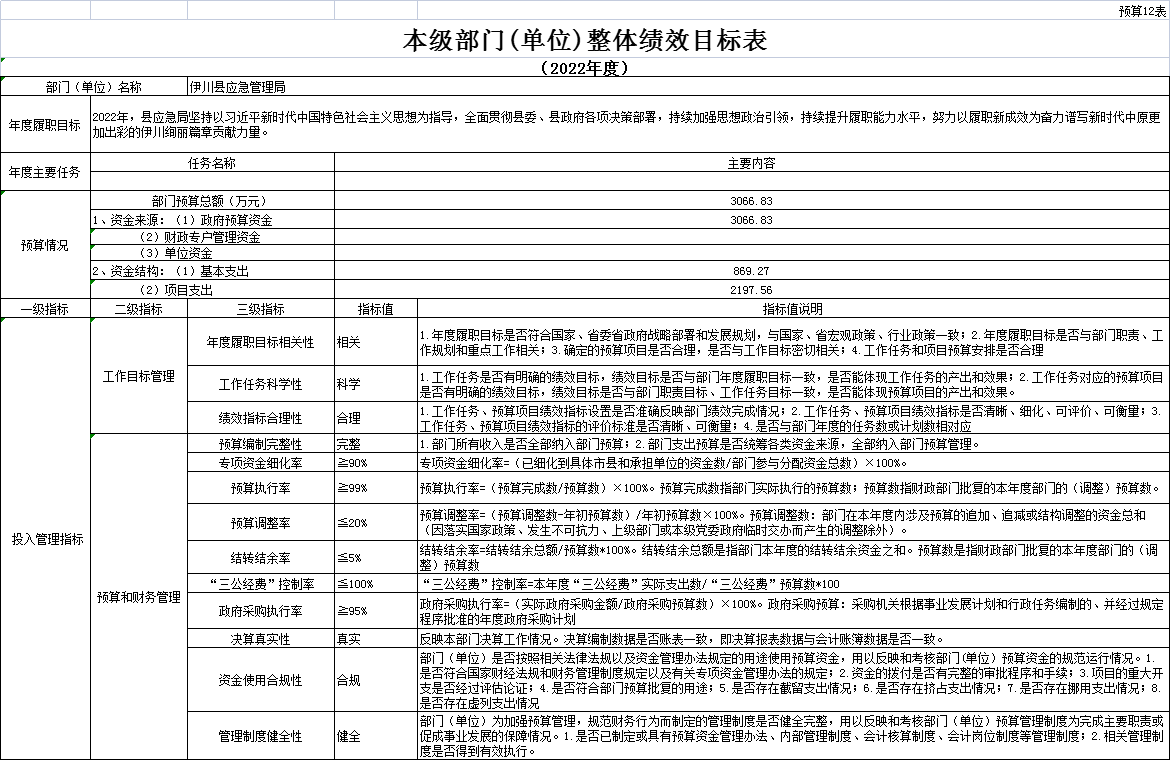 预算12表
本级部门(单位)整体绩效目标表
(2022年度)
部门(单位)名称 伊川县应急管理局
年度履职目标 2022年,县应急局坚持以习近平新时代中国特色社会主义思想为指导,全面贯彻县委、县政府各项决策部署,持续加强思想政治引领,持续提升履职能力水平,努力以履职新成效为奋力谱写新时代中原更
加出彩的伊川绚丽篇章贡献力量。
年度主要任务 任务名称 主要内容
预算情况
部门预算总额(万元) 3066.83
1、资金来源:(1)政府预算资金 3066.83
(2)财政专户管理资金
(3)单位资金
2、资金结构:(1)基本支出 869.27
(2)项目支出 2197.56
一级指标 二级指标 三级指标 指标值 指标值说明
投入管理指标
工作目标管理
年度履职目标相关性 相关 1.年度履职目标是否符合国家、省委省政府战略部署和发展规划,与国家、省宏观政策、行业政策一致;2.年度履职目标是否与部门职责、工
作规划和重点工作相关;3.确定的预算项目是否合理,是否与工作目标密切相关;4.工作任务和项目预算安排是否合理
工作任务科学性 科学 1.工作任务是否有明确的绩效目标,绩效目标是否与部门年度履职目标一致,是否能体现工作任务的产出和效果;2.工作任务对应的预算项目
是否有明确的绩效目标,绩效目标是否与部门职责目标、工作任务目标一致,是否能体现预算项目的产出和效果。
绩效指标合理性 合理 1.工作任务、预算项目绩效指标设置是否准确反映部门绩效完成情况;2.工作任务、预算项目绩效指标是否清晰、细化、可评价、可衡量;3.
工作任务、预算项目绩效指标的评价标准是否清晰、可衡量;4.是否与部门年度的任务数或计划数相对应
预算和财务管理
预算编制完整性 完整 1.部门所有收入是否全部纳入部门预算;2.部门支出预算是否统筹各类资金来源,全部纳入部门预算管理。
专项资金细化率 ≧90% 专项资金细化率=(已细化到具体市县和承担单位的资金数/部门参与分配资金总数)×100%。
预算执行率 ≧99% 预算执行率=(预算完成数/预算数)×100%。预算完成数指部门实际执行的预算数;预算数指财政部门批复的本年度部门的(调整)预算数。
预算调整率 ≦20% 预算调整率=(预算调整数-年初预算数)/年初预算数×100%。预算调整数:部门在本年度内涉及预算的追加、追减或结构调整的资金总和
(因落实国家政策、发生不可抗力、上级部门或本级党委政府临时交办而产生的调整除外)。
结转结余率 ≦5% 结转结余率=结转结余总额/预算数*100%。结转结余总额是指部门本年度的结转结余资金之和。预算数是指财政部门批复的本年度部门的(调
整)预算数
“三公经费”控制率 ≦100% “三公经费”控制率=本年度“三公经费”实际支出数/“三公经费”预算数*100
政府采购执行率 ≧95% 政府采购执行率=(实际政府采购金额/政府采购预算数)×100%。政府采购预算:采购机关根据事业发展计划和行政任务编制的、并经过规定
程序批准的年度政府采购计划
决算真实性 真实 反映本部门决算工作情况。决算编制数据是否账表一致,即决算报表数据与会计账簿数据是否一致。
资金使用合规性 合规 部门(单位)是否按照相关法律法规以及资金管理办法规定的用途使用预算资金,用以反映和考核部门(单位)预算资金的规范运行情况。1.
是否符合国家财经法规和财务管理制度规定以及有关专项资金管理办法的规定;2.资金的拨付是否有完整的审批程序和手续;3.项目的重大开
支是否经过评估论证;4.是否符合部门预算批复的用途;5.是否存在截留支出情况;6.是否存在挤占支出情况;7.是否存在挪用支出情况;8.
是否存在虚列支出情况
管理制度健全性 健全 部门(单位)为加强预算管理,规范财务行为而制定的管理制度是否健全完整,用以反映和考核部门(单位)预算管理制度为完成主要职责或
促成事业发展的保障情况。1.是否已制定或具有预算资金管理办法、内部管理制度、会计核算制度、会计岗位制度等管理制度;2.相关管理制
度是否得到有效执行。